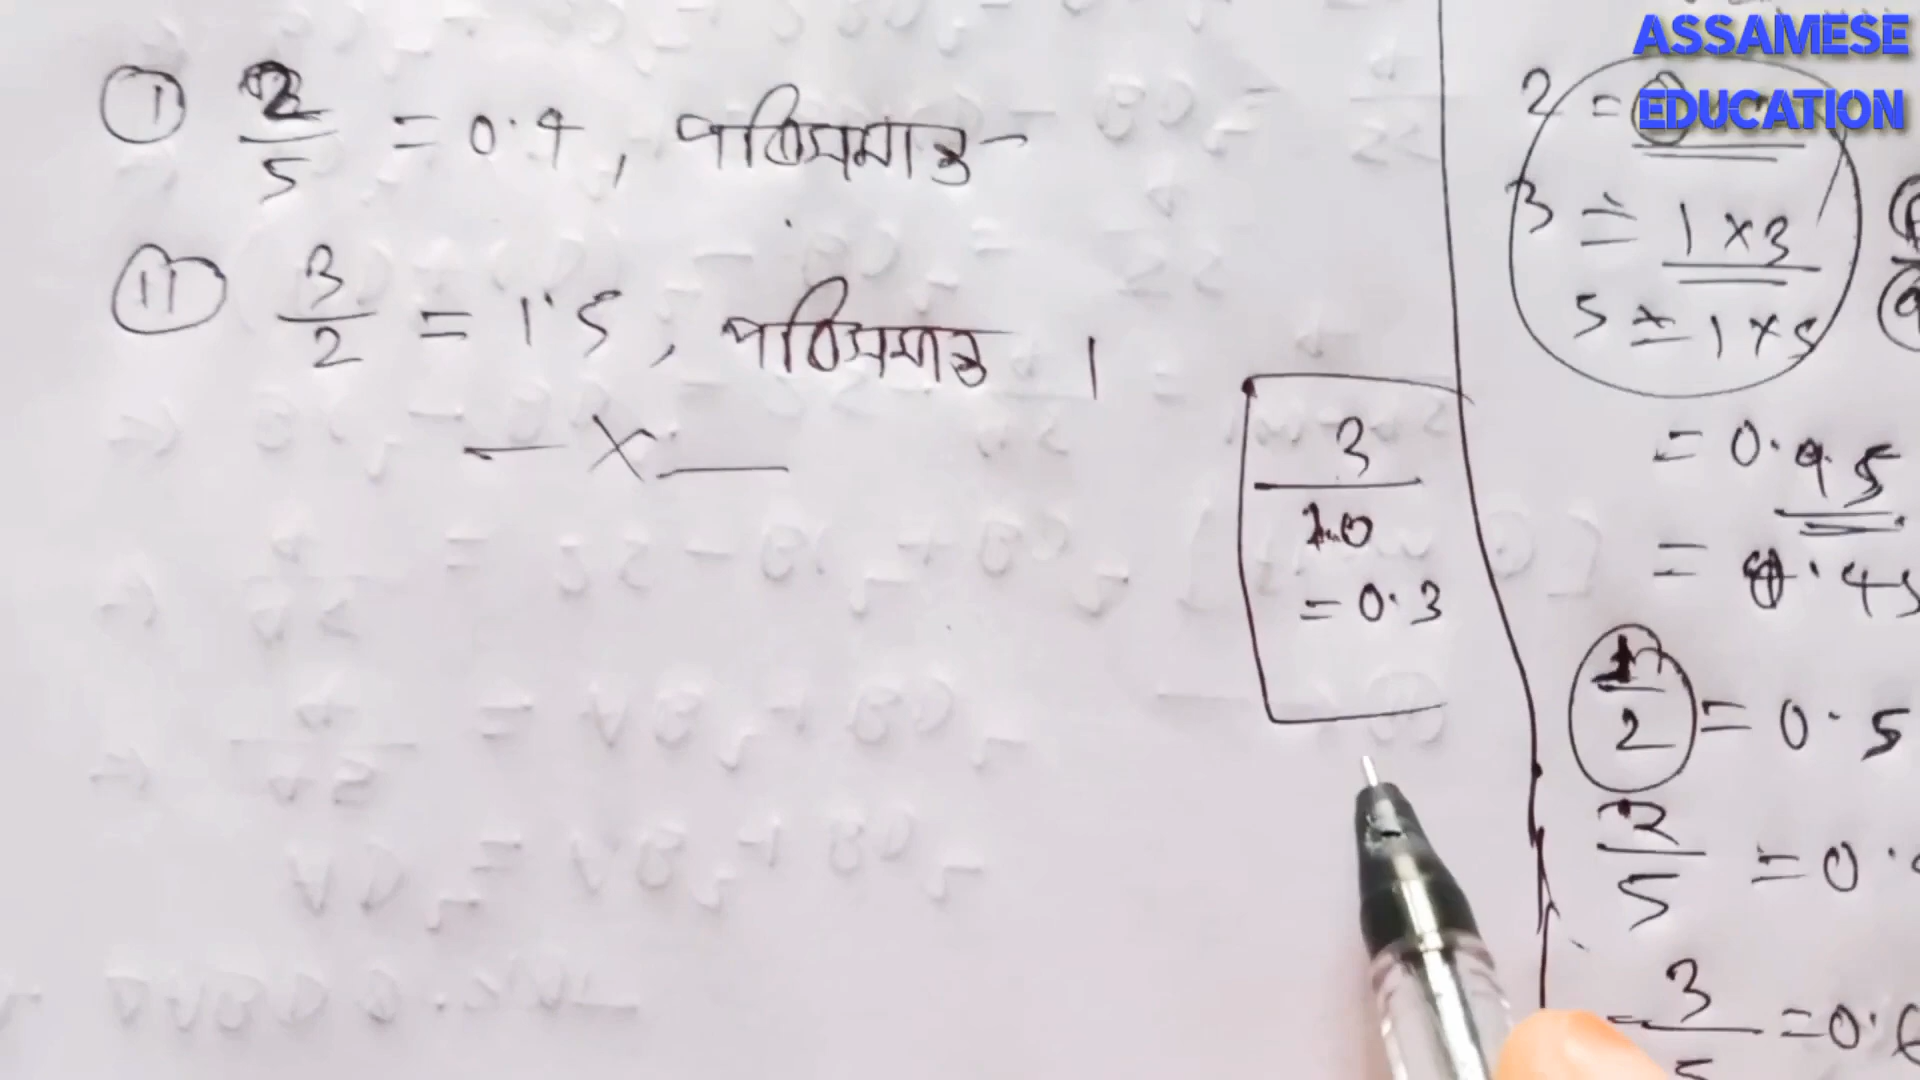 ASSAMESE
EDUCATION
I 2/5 = 0.4, পৰিসমাপ্ত
II 3/2 = 1.5, পৰিসমাপ্ত ।
— X —
3/10
= 0.3
2 =
3 = 1 × 3
5 = 1 × 5
= 0.45
= 0.45
1/2 = 0.5
2/5 = 0.
3/5 = 0.6